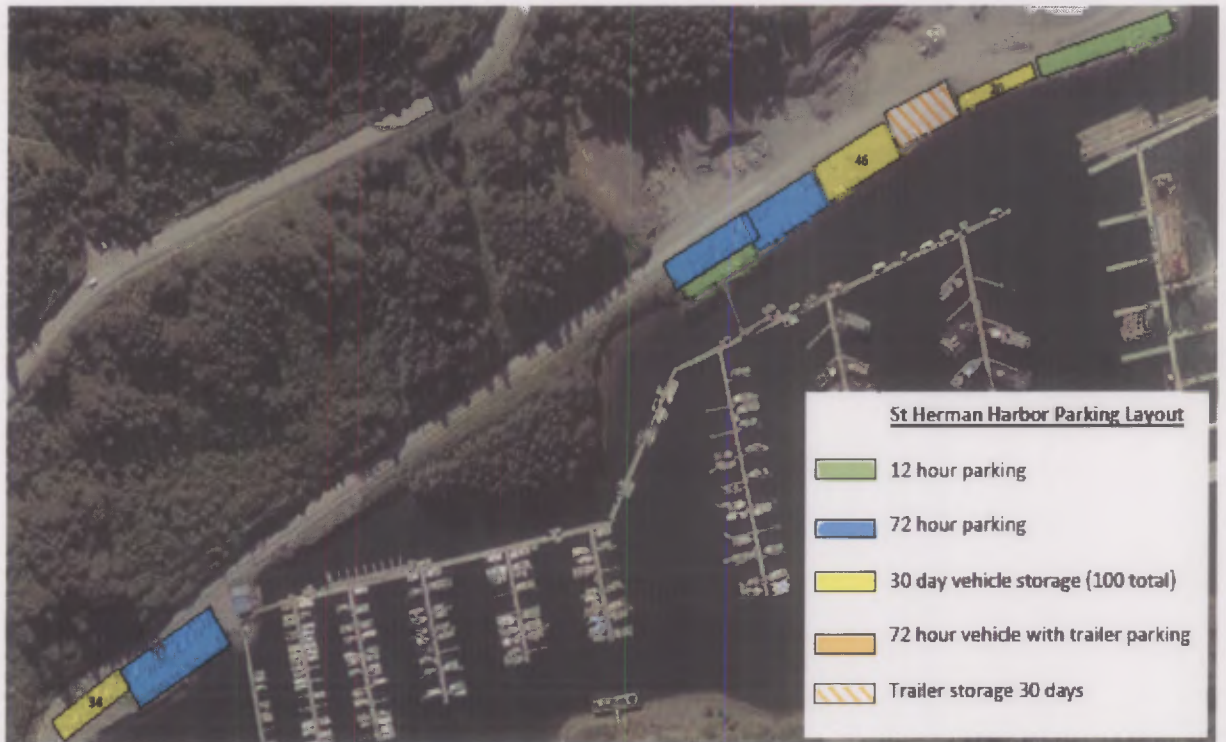 46
34
St Herman Harbor Parking Layout
12 hour parking
72 hour parking
30 day vehicle storage (100 total)
72 hour vehicle with trailer parking
Trailer storage 30 days